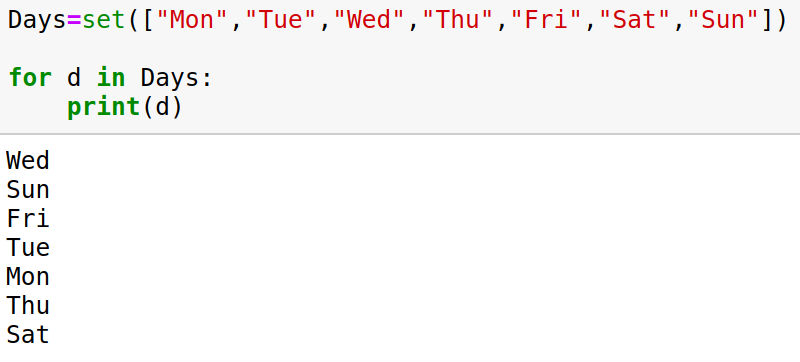 Days=set(["Mon","Tue","Wed","Thu","Fri","Sat","Sun"])
for d in Days:
    print(d)
Wed
Sun
Fri
Tue
Mon
Thu
Sat